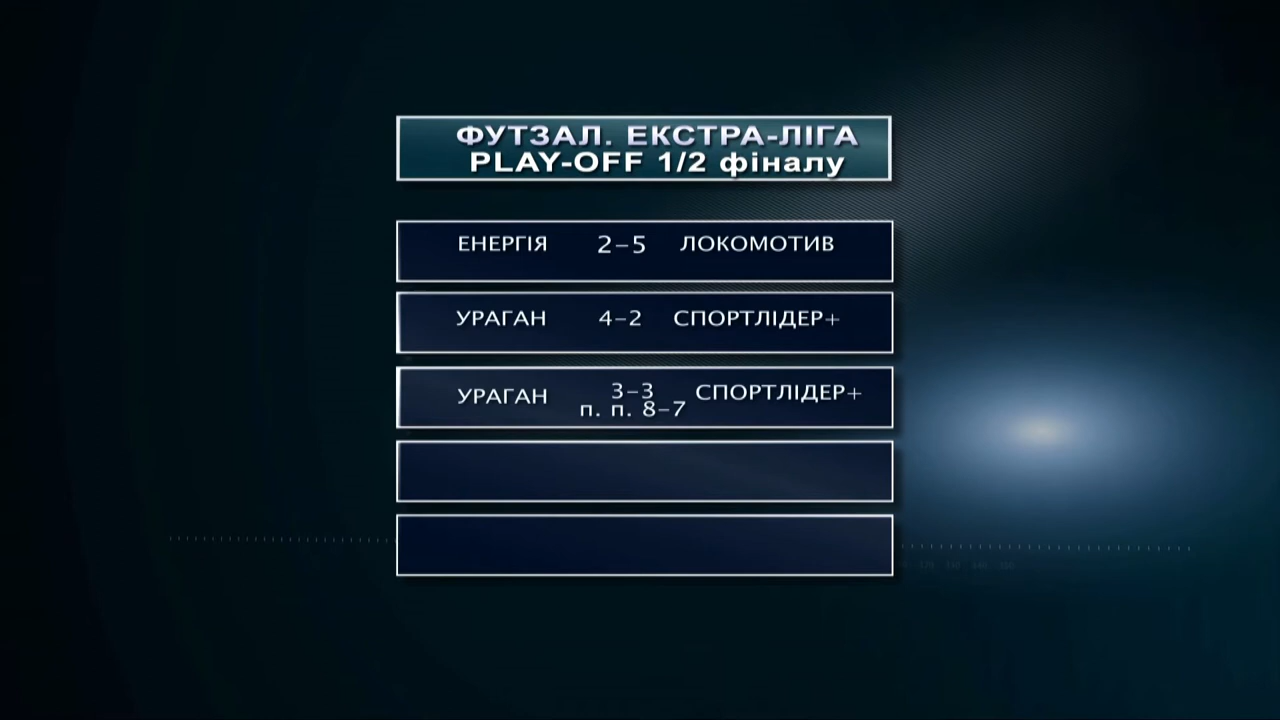 ФУТЗАЛ. ЕКСТРА-ЛІГА
PLAY-OFF 1/2 фіналу
ЕНЕРГІЯ 2–5 ЛОКОМОТИВ
УРАГАН 4–2 СПОРТЛІДЕР+
УРАГАН 3–3 СПОРТЛІДЕР+
п. п. 8–7